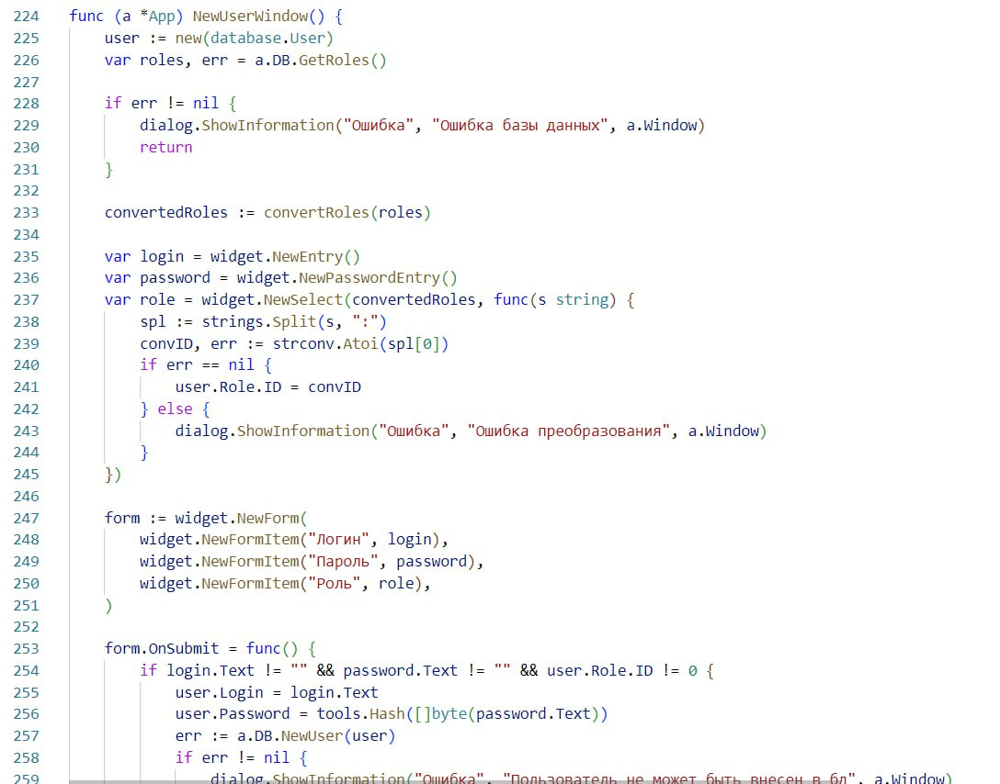 224 func (a *App) NewUserWindow() {
225     user := new(database.User)
226     var roles, err = a.DB.GetRoles()
227
228     if err != nil {
229         dialog.ShowInformation("Ошибка", "Ошибка базы данных", a.Window)
230         return
231     }
232
233     convertedRoles := convertRoles(roles)
234
235     var login = widget.NewEntry()
236     var password = widget.NewPasswordEntry()
237     var role = widget.NewSelect(convertedRoles, func(s string) {
238         spl := strings.Split(s, ":")
239         convID, err := strconv.Atoi(spl[0])
240         if err == nil {
241             user.Role.ID = convID
242         } else {
243             dialog.ShowInformation("Ошибка", "Ошибка преобразования", a.Window)
244         }
245     })
246
247     form := widget.NewForm(
248         widget.NewFormItem("Логин", login),
249         widget.NewFormItem("Пароль", password),
250         widget.NewFormItem("Роль", role),
251     )
252
253     form.OnSubmit = func() {
254         if login.Text != "" && password.Text != "" && user.Role.ID != 0 {
255             user.Login = login.Text
256             user.Password = tools.Hash([]byte(password.Text))
257             err := a.DB.NewUser(user)
258             if err != nil {
259                 dialog.ShowInformation("Ошибка", "Пользователь не может быть внесен в бд", a.Window)